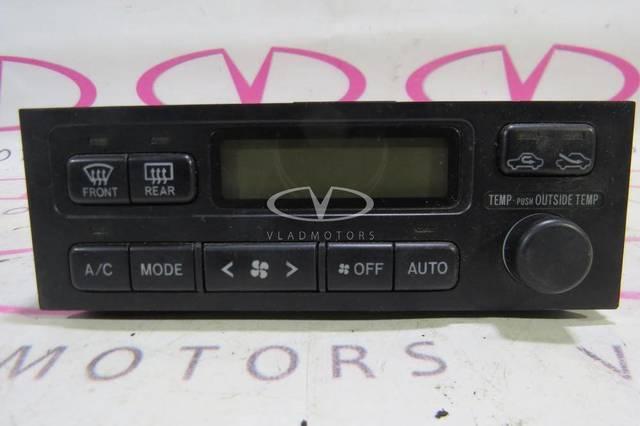 FRONT
REAR
TEMP·PUSH OUTSIDE TEMP
VLADMOTORS
A/C
MODE
< >
OFF
AUTO
MOTORS V